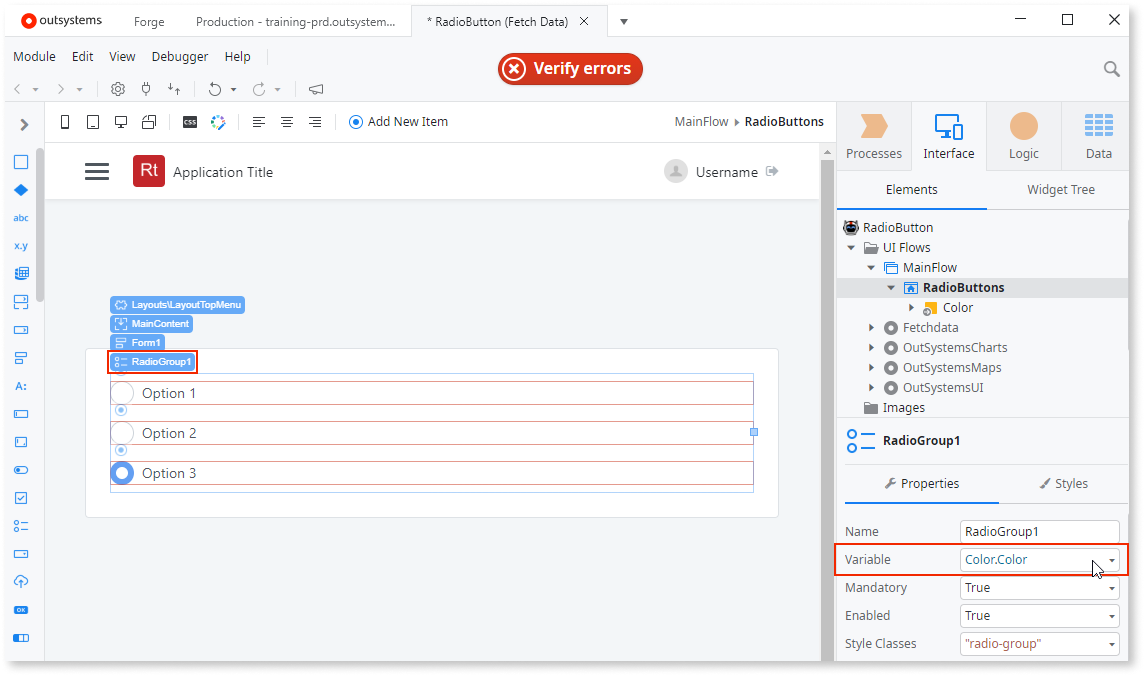 outsystems
Forge
Production - training-prd.outsystem...
* RadioButton (Fetch Data)
Module Edit View Debugger Help
Verify errors
CSS
Add New Item
MainFlow RadioButtons
Processes
Interface
Logic
Data
Rt
Application Title
Username
Elements
Widget Tree
abc
x.y
A:
OK
Layouts\LayoutTopMenu
MainContent
Form1
RadioGroup1
Option 1
Option 2
Option 3
RadioButton
UI Flows
MainFlow
RadioButtons
Color
Fetchdata
OutSystemsCharts
OutSystemsMaps
OutSystemsUI
Images
RadioGroup1
Properties
Styles
Name RadioGroup1
Variable Color.Color
Mandatory True
Enabled True
Style Classes "radio-group"